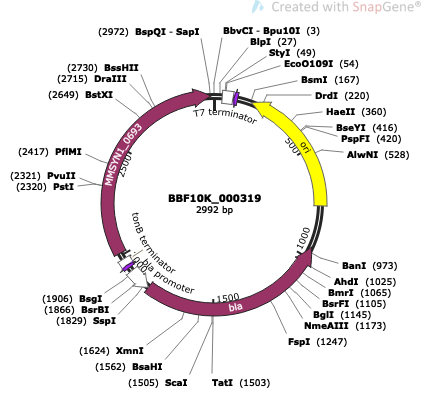 Created with SnapGene®
(2972) BspQI - SapI
BbvCI - Bpu10I (3)
BlpI (27)
StyI (49)
EcoO109I (54)
BsmI (167)
DrdI (220)
HaeII (360)
BseYI (416)
PspFI (420)
AlwNI (528)
(2730) BssHII
(2715) DraIII
(2649) BstXI
(2417) PflMI
(2321) PvuII
(2320) PstI
T7 terminator
ori
500
MMSYN1_0693
2500
BBF10K_000319
2992 bp
tonB terminator
bla promoter
1000
1500
bla
BanI (973)
AhdI (1025)
BmrI (1065)
BsrFI (1105)
BglI (1145)
NmeAIII (1173)
FspI (1247)
(1906) BsgI
(1866) BsrBI
(1829) SspI
(1624) XmnI
(1562) BsaHI
(1505) ScaI
TatI (1503)